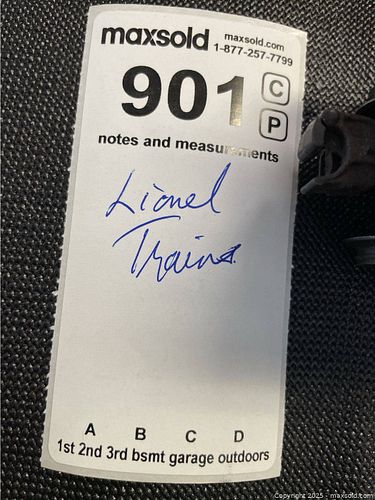 maxsold maxsold.com
1-877-257-7799
901 C
P
notes and measurements
Lionel
Trains
A B C D
1st 2nd 3rd bsmt garage outdoors
Copyright 2025 - maxsold.com